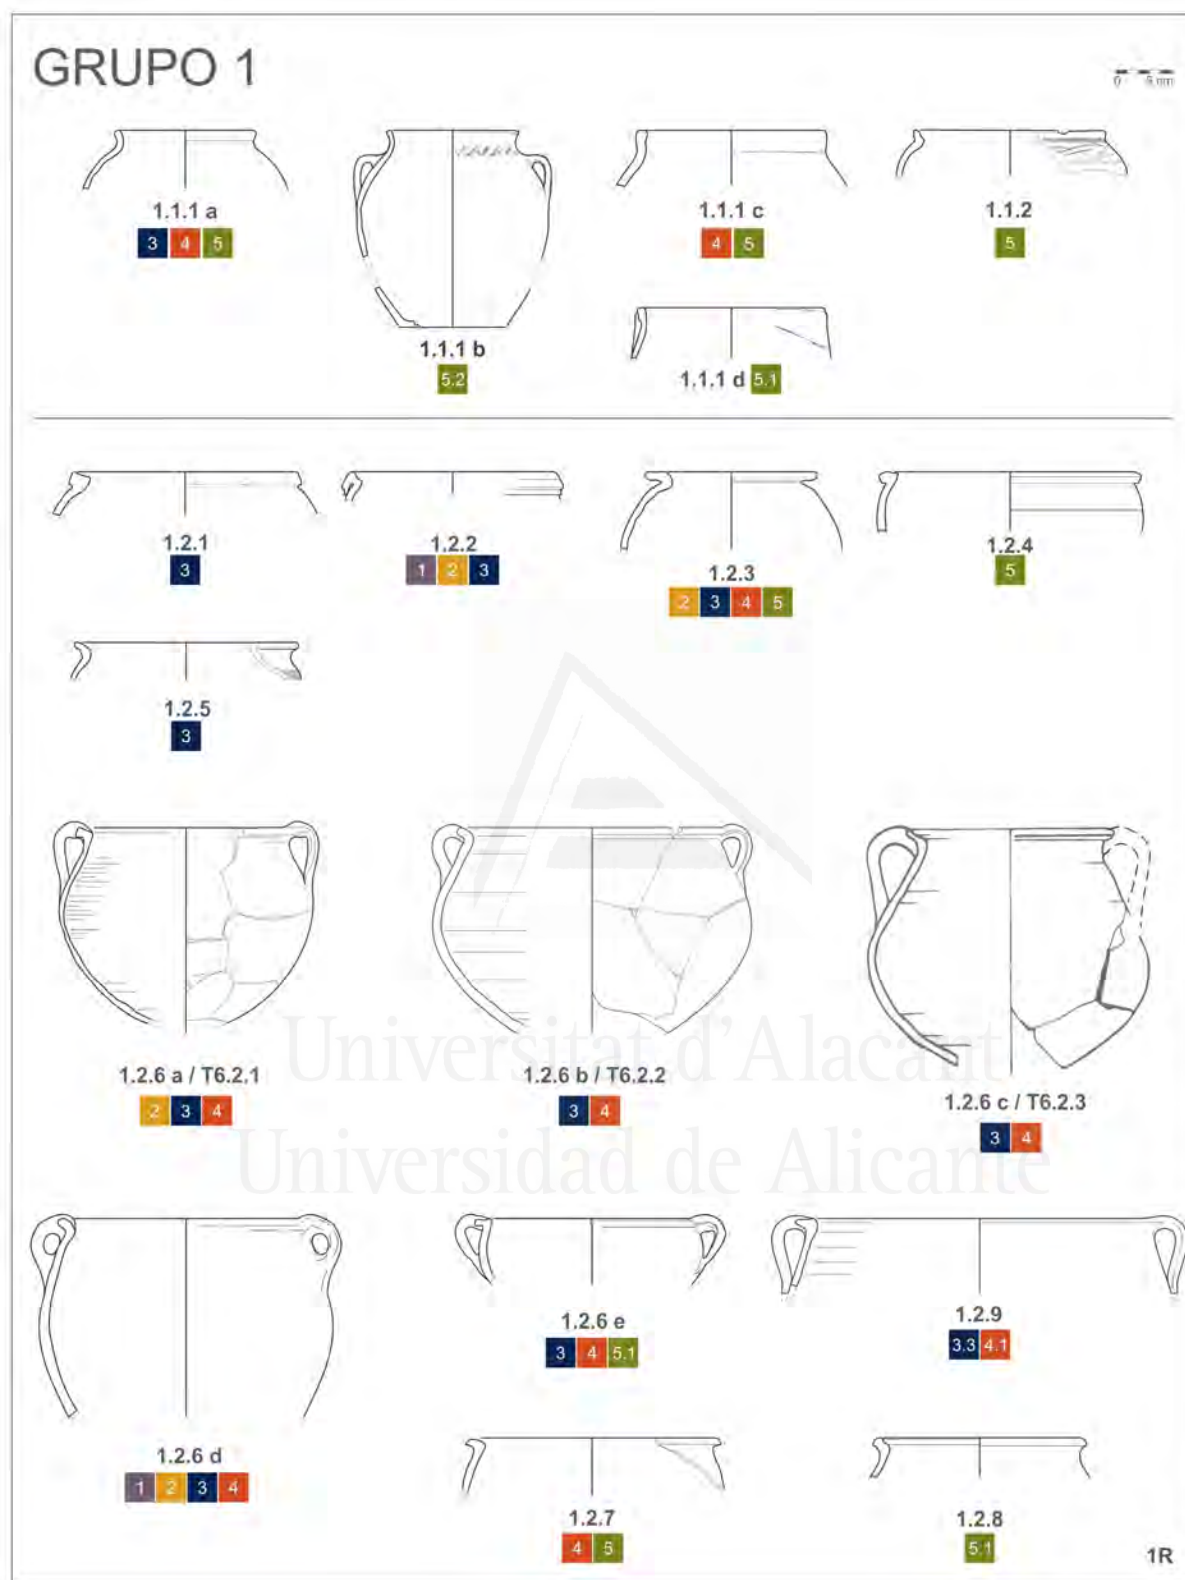 GRUPO 1
0 5 cm
1.1.1 a
3 4 5
1.1.1 b
5.2
1.1.1 c
4 5
1.1.2
5
1.1.1 d 5.1
1.2.1
3
1.2.2
1 2 3
1.2.3
2 3 4 5
1.2.4
5
1.2.5
3
1.2.6 a / T6.2.1
2 3 4
1.2.6 b / T6.2.2
3 4
1.2.6 c / T6.2.3
3 4
Universitat d'Alacant
Universidad de Alicante
1.2.6 d
1 2 3 4
1.2.6 e
3 4 5.1
1.2.9
3.3 4.1
1.2.7
4 5
1.2.8
5.1
1R